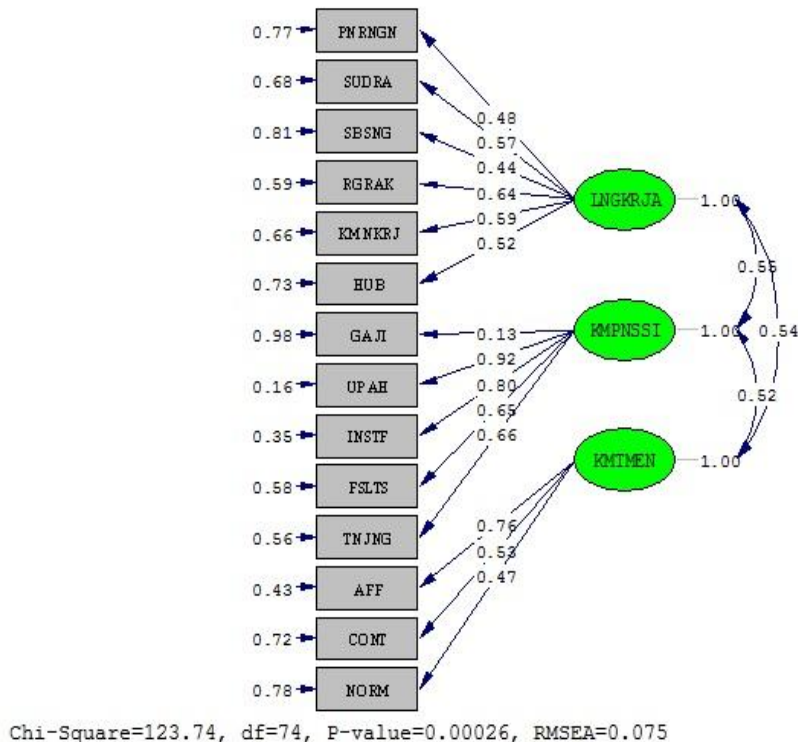 0.77 PNRNGN
0.68 SUDRA
0.81 SBSNG
0.59 RGRAK
0.66 KMNKRJ
0.73 HUB
0.98 GAJI
0.16 UPAH
0.35 INSTF
0.58 FSLTS
0.56 TNJNG
0.43 AFF
0.72 CONT
0.78 NORM
0.48
0.57
0.44
0.64
0.59
0.52
0.13
0.92
0.80
0.65
0.66
0.76
0.53
0.47
LNGKRJA 1.00
KMPNSSI 1.00
KMTMEN 1.00
0.55
0.54
0.52
Chi-Square=123.74, df=74, P-value=0.00026, RMSEA=0.075